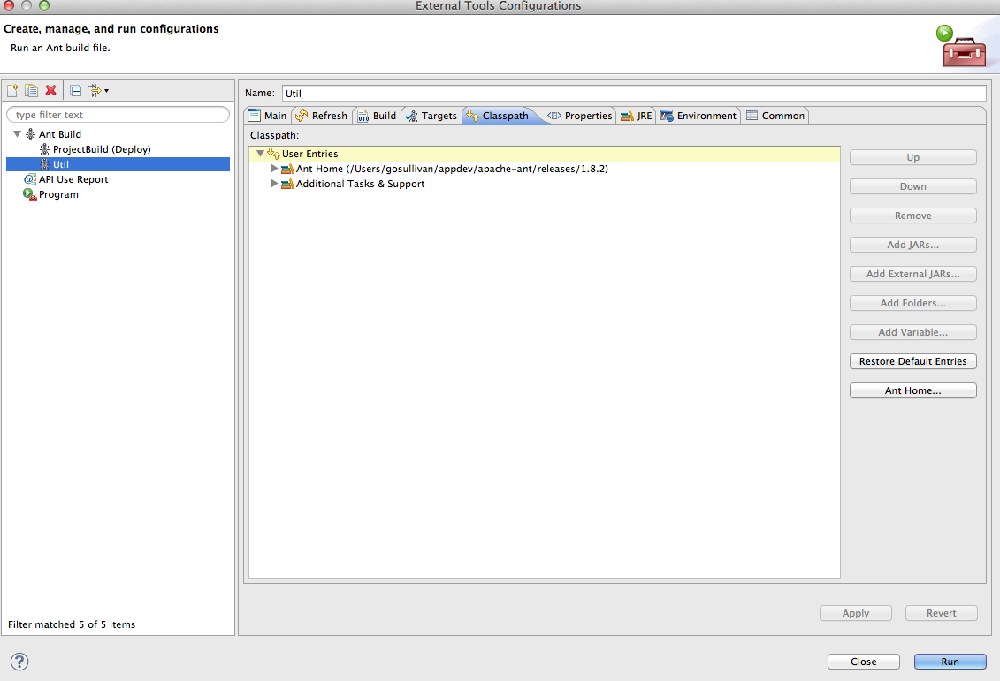 External Tools Configurations
Create, manage, and run configurations
Run an Ant build file.
type filter text
Ant Build
ProjectBuild (Deploy)
Util
API Use Report
Program
Filter matched 5 of 5 items
Name: Util
Main Refresh Build Targets Classpath Properties JRE Environment Common
Classpath:
User Entries
Ant Home (/Users/gosullivan/appdev/apache-ant/releases/1.8.2)
Additional Tasks & Support
Up
Down
Remove
Add JARs...
Add External JARs...
Add Folders...
Add Variable...
Restore Default Entries
Ant Home...
Apply Revert
? Close Run